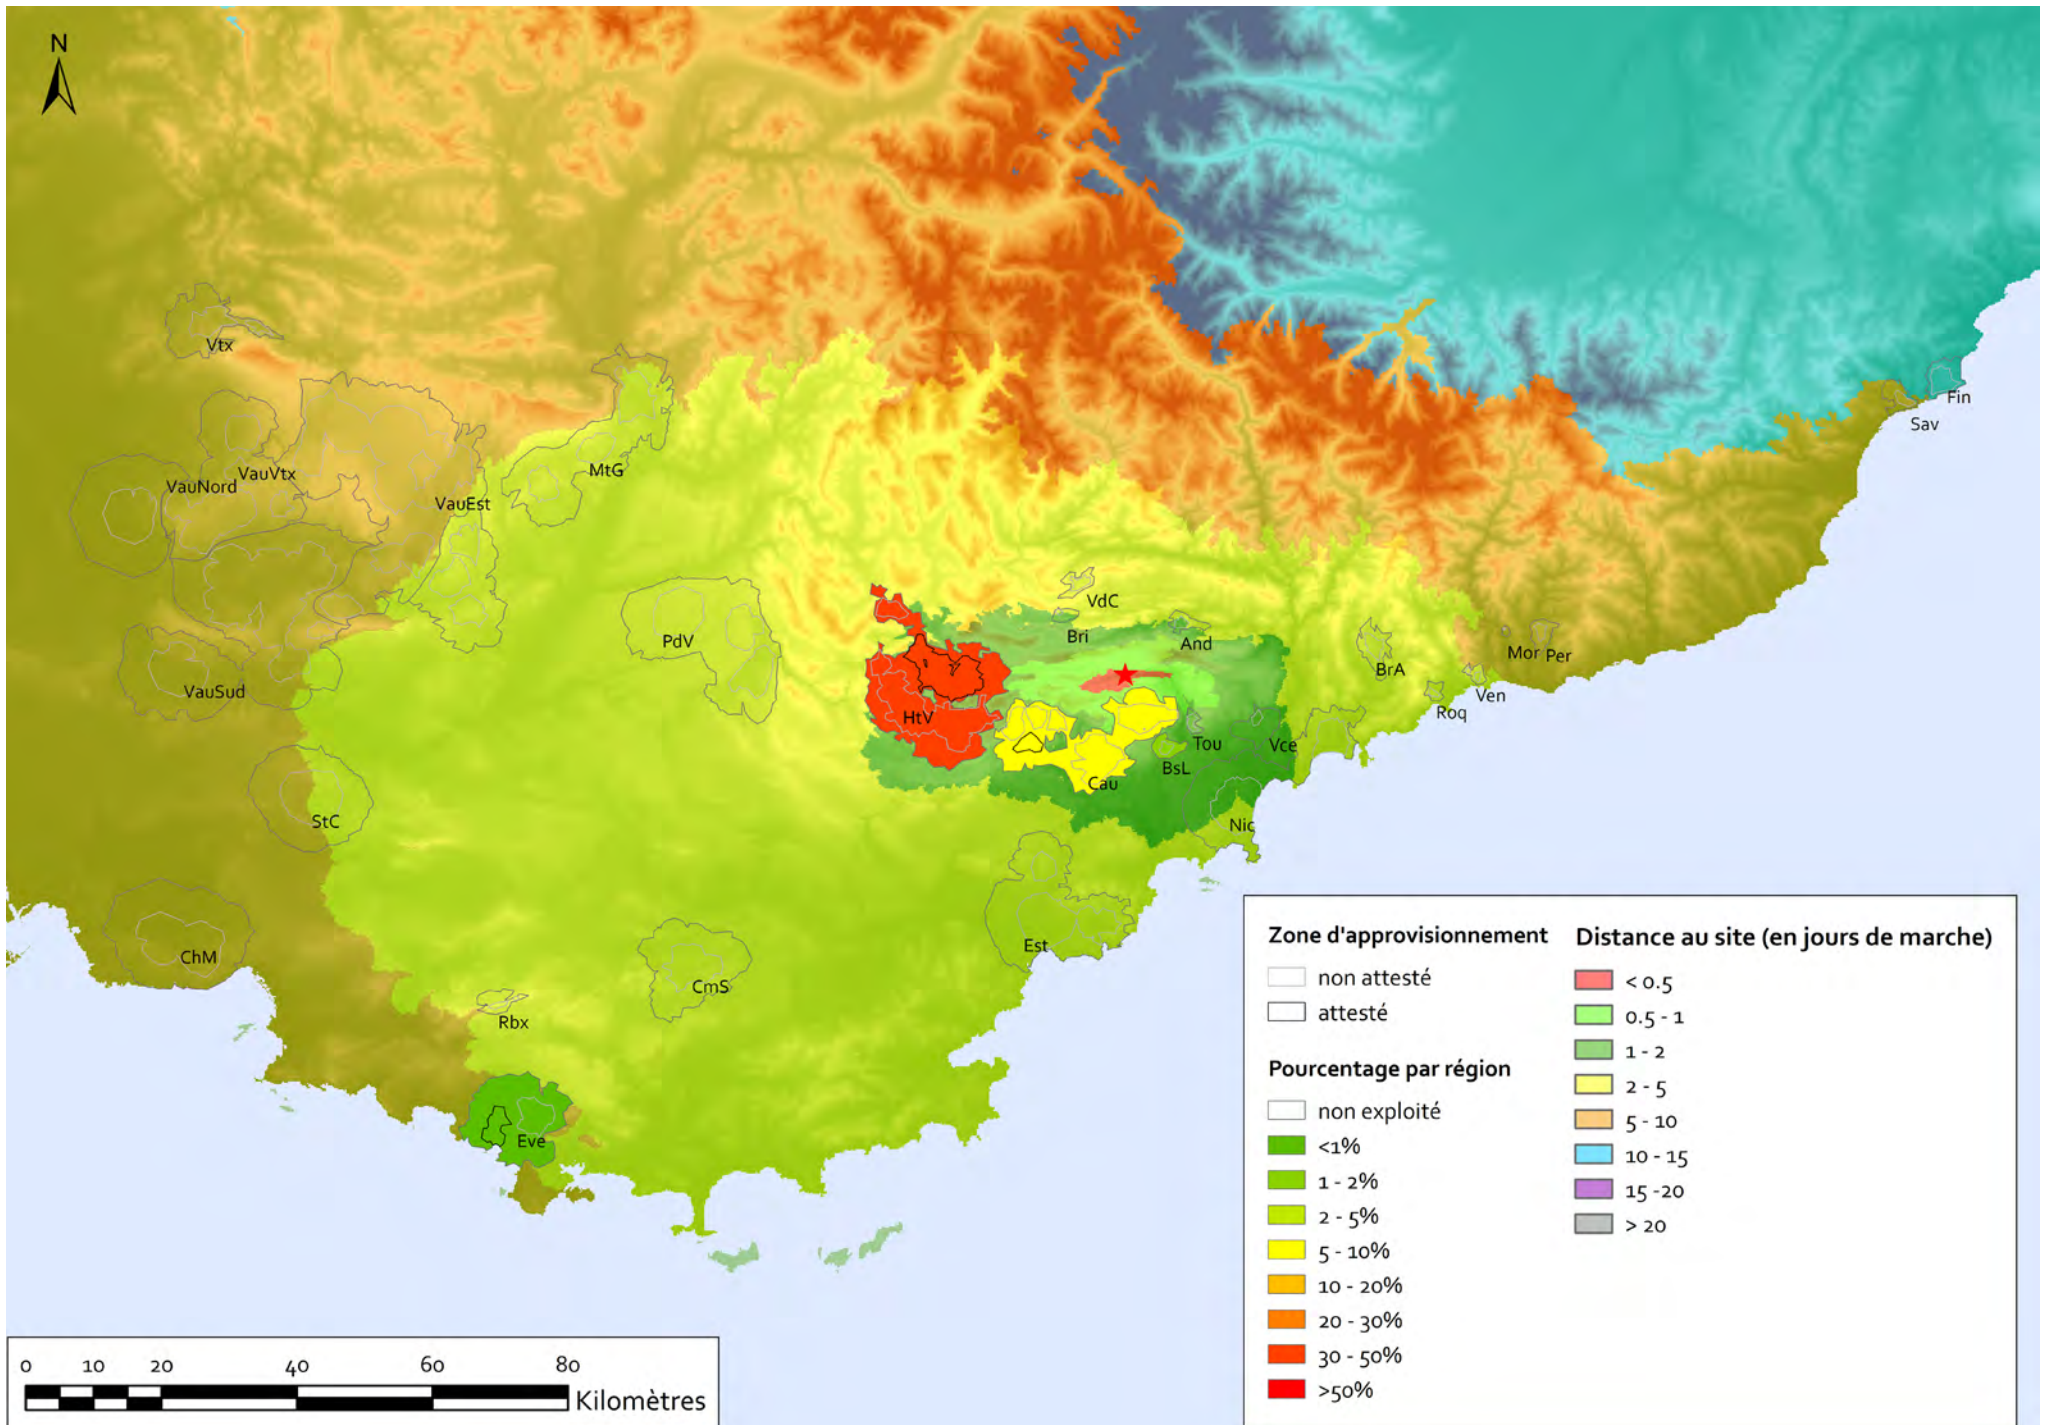 N
Vtx
VauNord
VauVtx
VauEst
MtG
VauSud
PdV
StC
ChM
Rbx
CmS
Eve
HtV
Cau
VdC
Bri
And
BrA
Tou
Vce
BsL
Nic
Est
Roq
Ven
Mor
Per
Sav
Fin
Zone d'approvisionnement
non attesté
attesté
Pourcentage par région
non exploité
<1%
1 - 2%
2 - 5%
5 - 10%
10 - 20%
20 - 30%
30 - 50%
>50%
Distance au site (en jours de marche)
< 0.5
0.5 - 1
1 - 2
2 - 5
5 - 10
10 - 15
15 -20
> 20
0 10 20 40 60 80
Kilomètres